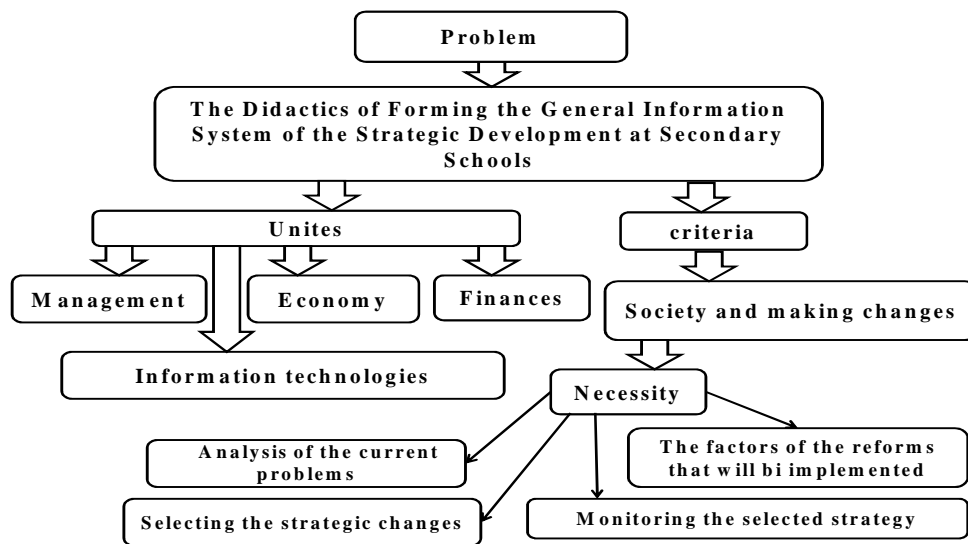 Problem
The Didactics of Forming the General Information
System of the Strategic Development at Secondary
Schools
Unites
criteria
Management
Economy
Finances
Society and making changes
Information technologies
Necessity
Analysis of the current
problems
The factors of the reforms
that will bi implemented
Selecting the strategic changes
Monitoring the selected strategy